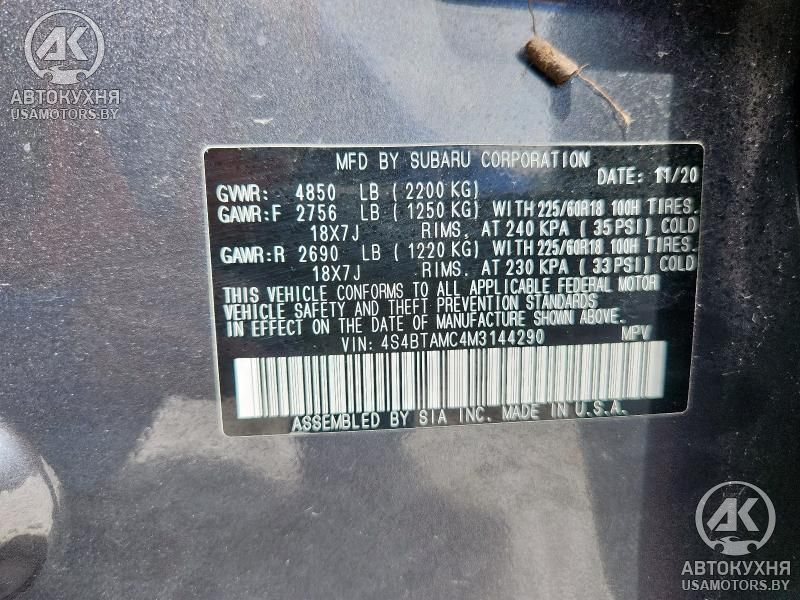 АК
АВТОКУХНЯ
USAMOTORS.BY
MFD BY SUBARU CORPORATION
DATE: 11/20
GVWR: 4850 LB (2200 KG)
GAWR:F 2756 LB (1250 KG) WITH 225/60R18 100H TIRES.
18X7J RIMS. AT 240 KPA (35 PSI) COLD
GAWR:R 2690 LB (1220 KG) WITH 225/60R18 100H TIRES.
18X7J RIMS. AT 230 KPA (33 PSI) COLD
THIS VEHICLE CONFORMS TO ALL APPLICABLE FEDERAL MOTOR
VEHICLE SAFETY AND THEFT PREVENTION STANDARDS
IN EFFECT ON THE DATE OF MANUFACTURE SHOWN ABOVE.
VIN: 4S4BTAMC4M3144290 MPV
ASSEMBLED BY SIA INC. MADE IN U.S.A.
АК
АВТОКУХНЯ
USAMOTORS.BY